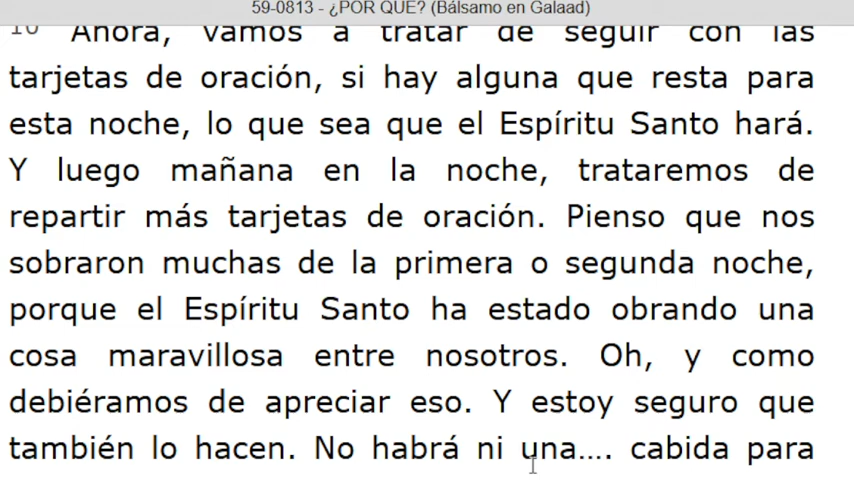 59-0813 - ¿POR QUE? (Bálsamo en Galaad)
10 Ahora, vamos a tratar de seguir con las
tarjetas de oración, si hay alguna que resta para
esta noche, lo que sea que el Espíritu Santo hará.
Y luego mañana en la noche, trataremos de
repartir más tarjetas de oración. Pienso que nos
sobraron muchas de la primera o segunda noche,
porque el Espíritu Santo ha estado obrando una
cosa maravillosa entre nosotros. Oh, y como
debiéramos de apreciar eso. Y estoy seguro que
también lo hacen. No habrá ni una.... cabida para